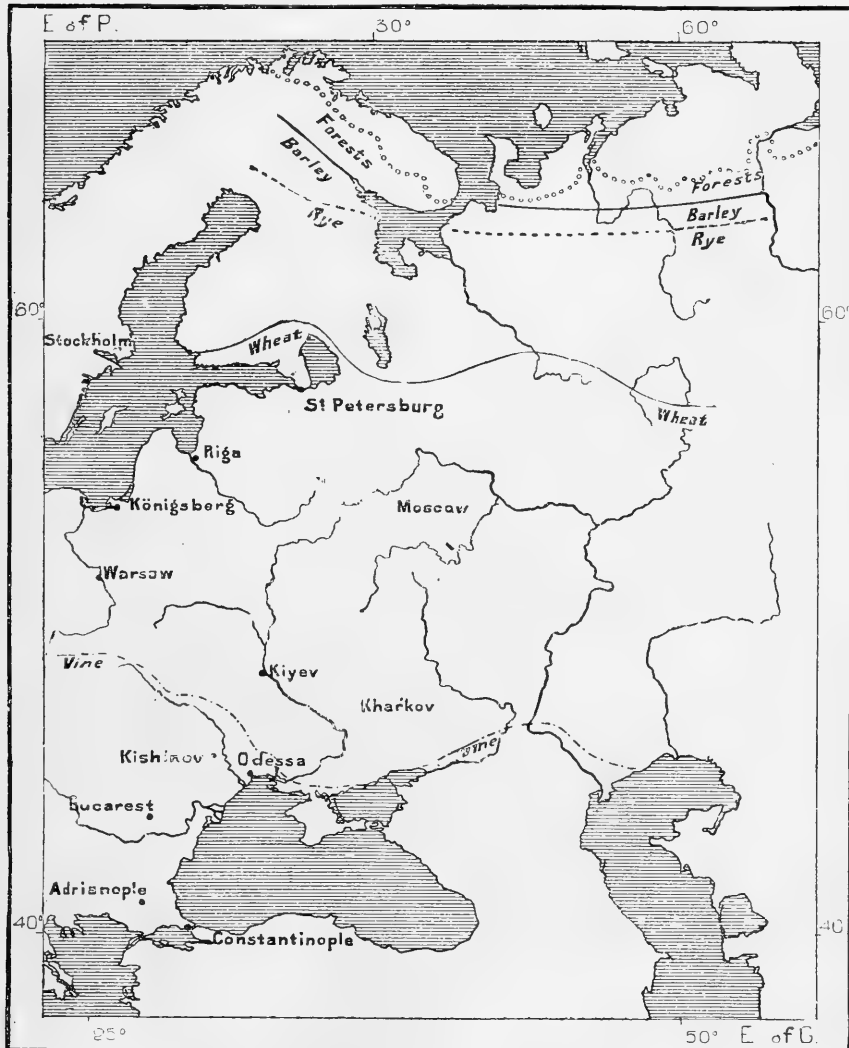 E of P. 30° 60°
Forests
Barley
Rye
Forests
Barley
Rye
60° 60°
Stockholm
Wheat
St Petersburg
Wheat
Riga
Königsberg
Moscow
Warsaw
Vine
Kiyev
Kharkov
Kishinov
Odessa
Vine
Bucarest
Adrianople
40° 40°
Constantinople
25° 50° E of G.